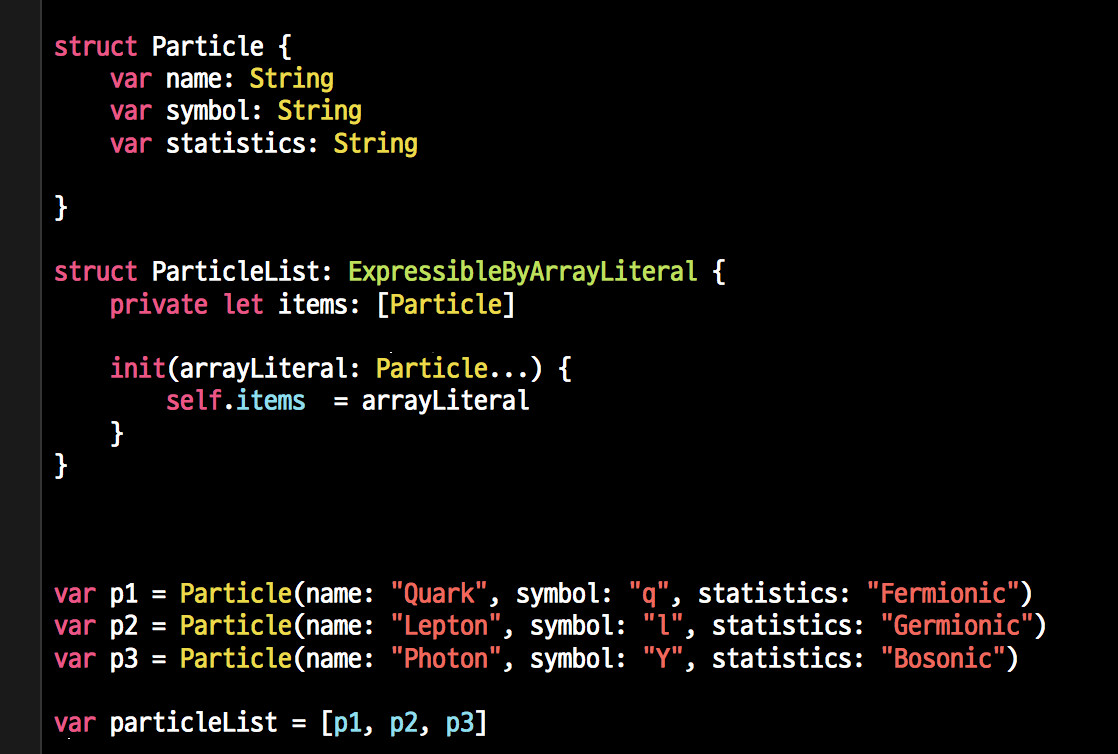 struct Particle {
    var name: String
    var symbol: String
    var statistics: String

}

struct ParticleList: ExpressibleByArrayLiteral {
    private let items: [Particle]

    init(arrayLiteral: Particle...) {
        self.items  = arrayLiteral
    }
}

var p1 = Particle(name: "Quark", symbol: "q", statistics: "Fermionic")
var p2 = Particle(name: "Lepton", symbol: "l", statistics: "Germionic")
var p3 = Particle(name: "Photon", symbol: "Y", statistics: "Bosonic")

var particleList = [p1, p2, p3]